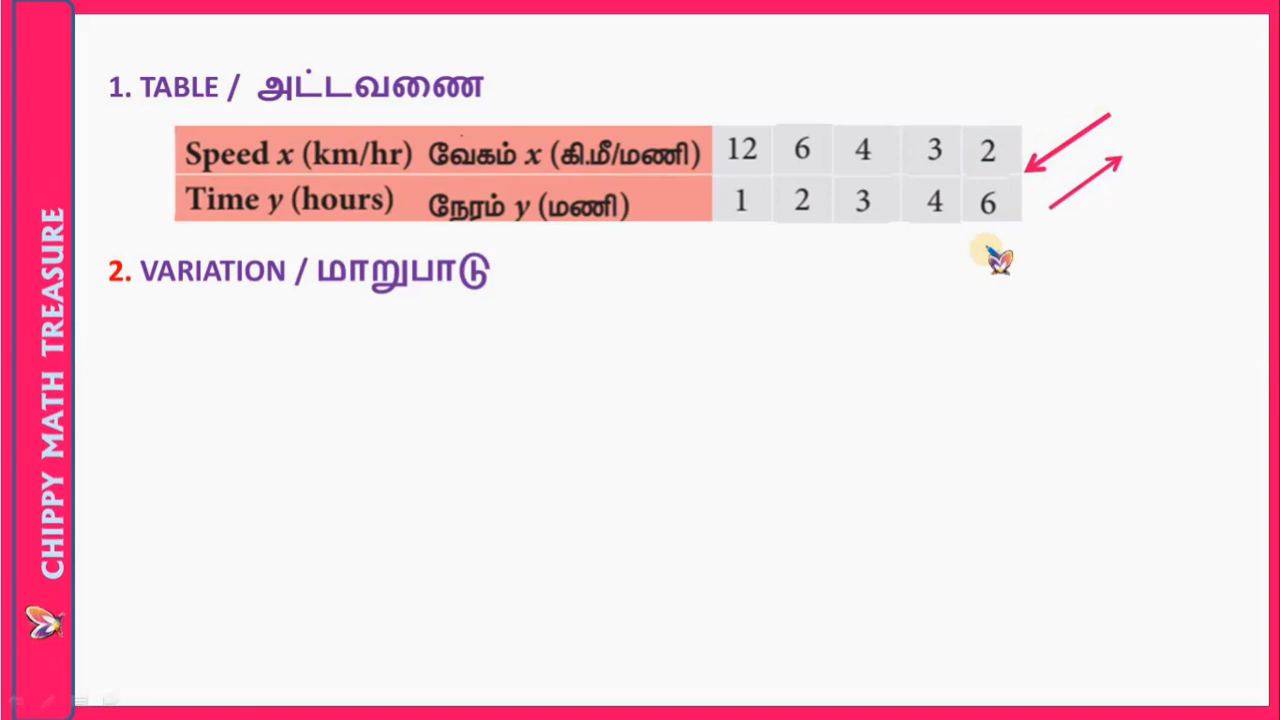 1. TABLE / அட்டவணை
Speed x (km/hr) வேகம் x (கி.மீ/மணி) 12 6 4 3 2
Time y (hours) நேரம் y (மணி) 1 2 3 4 6
2. VARIATION / மாறுபாடு
CHIPPY MATH TREASURE